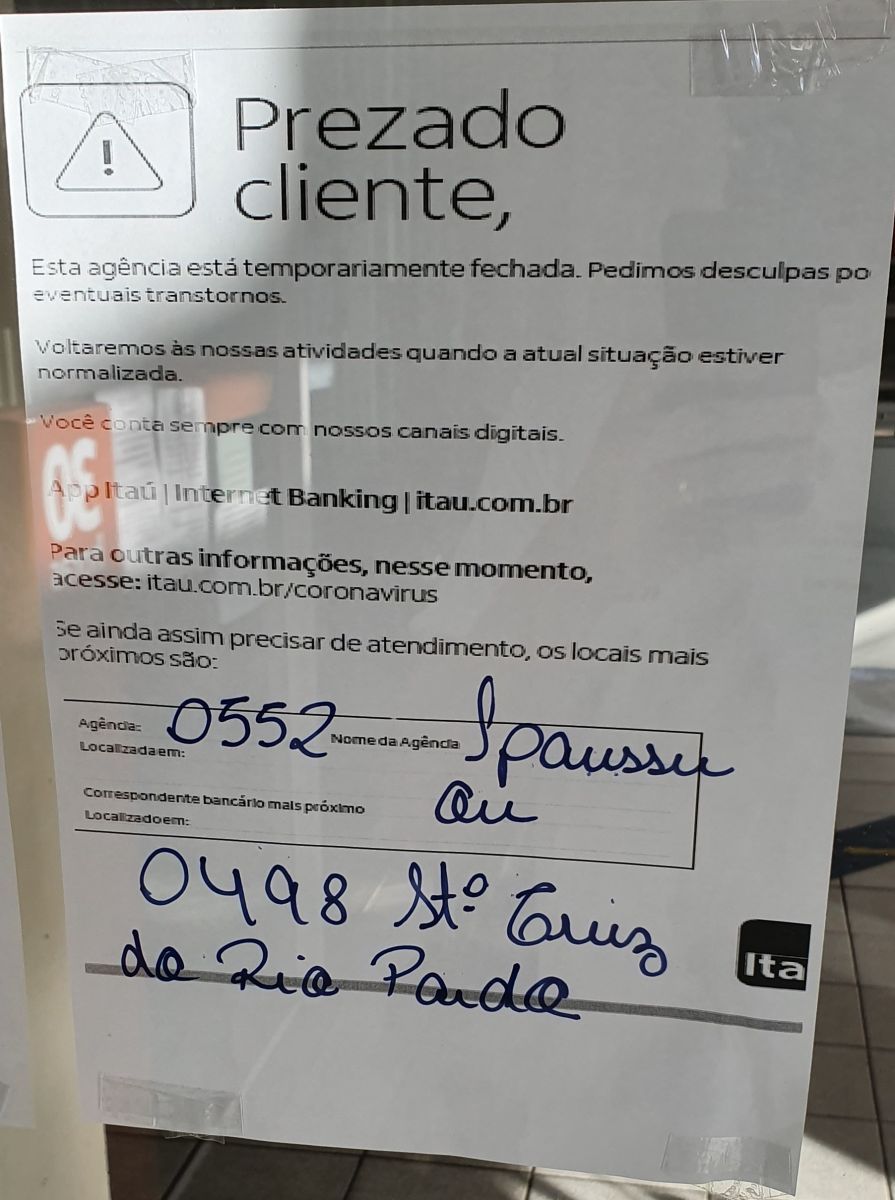 Prezado
cliente,
Esta agência está temporariamente fechada. Pedimos desculpas po
eventuais transtornos.
Voltaremos às nossas atividades quando a atual situação estiver
normalizada.
Você conta sempre com nossos canais digitais.
App Itaú | Internet Banking | itau.com.br
Para outras informações, nesse momento,
acesse: itau.com.br/coronavirus
Se ainda assim precisar de atendimento, os locais mais
próximos são:
Agência: 0552 Nome da Agência Ipaussu
Localizada em:
ou
Correspondente bancário mais próximo
Localizado em:
0498 Stº Cruz
do Rio Pardo
Ita
30